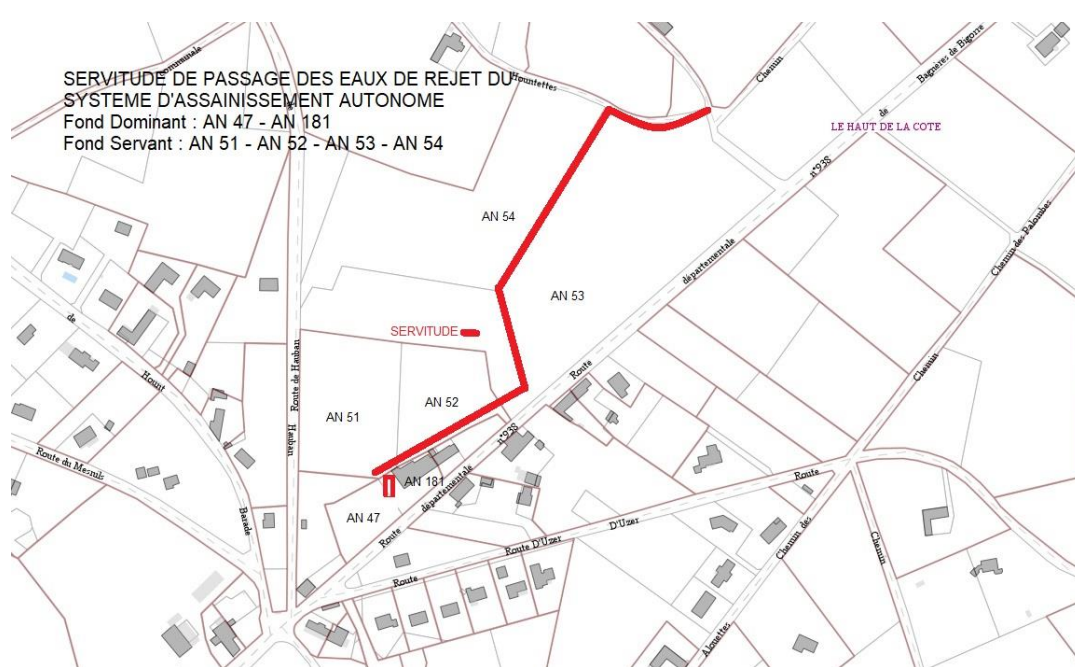 SERVITUDE DE PASSAGE DES EAUX DE REJET DU
SYSTEME D'ASSAINISSEMENT AUTONOME
Fond Dominant : AN 47 - AN 181
Fond Servant : AN 51 - AN 52 - AN 53 - AN 54
Communale
de
Hountettes
Chemin
Bagnères de Bigorre
de
LE HAUT DE LA COTE
n°938
départementale
Chemin des Palombes
AN 54
AN 53
SERVITUDE
Route de Hauban
Hauban
de
Hount
Barade
Route du Mesnils
AN 51
AN 52
Route
n°938
départementale
Route
AN 181
AN 47
Chemin
Route
D'Uzer
Route D'Uzer
Route
Chemin des
Alouettes
Chemin